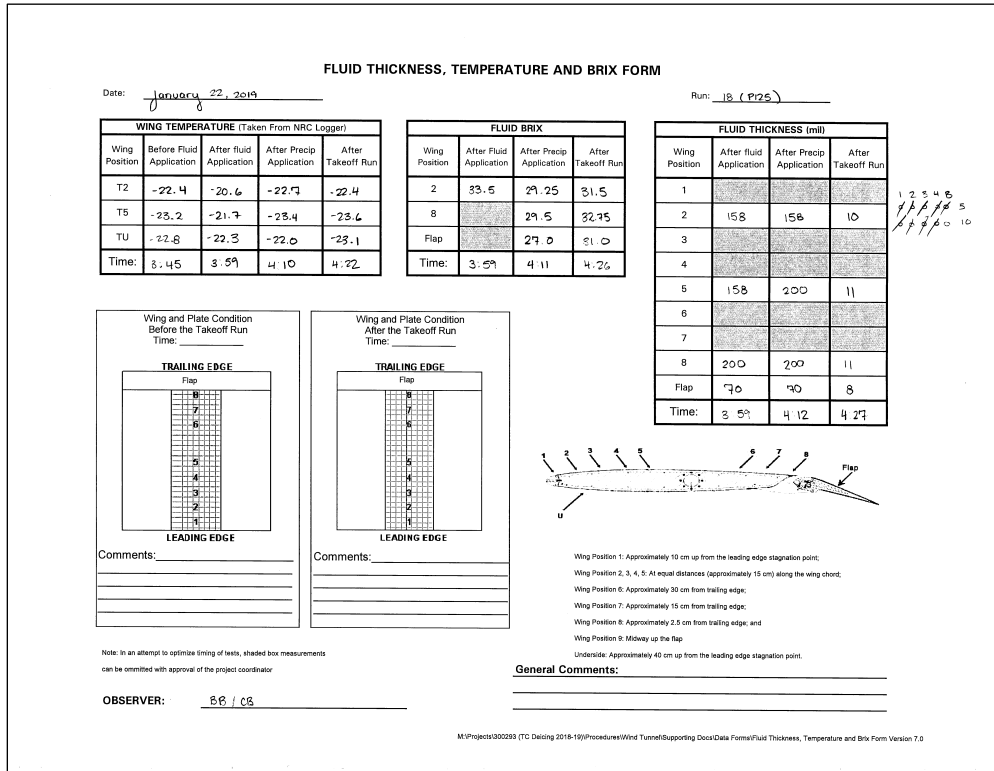 FLUID THICKNESS, TEMPERATURE AND BRIX FORM
Date: January 22, 2019
Run: 18 (P125)
WING TEMPERATURE (Taken From NRC Logger)
Wing Position | Before Fluid Application | After fluid Application | After Precip Application | After Takeoff Run
T2 | -22.4 | -20.6 | -22.7 | -22.4
T5 | -23.2 | -21.7 | -23.4 | -23.6
TU | -22.8 | -22.3 | -22.0 | -23.1
Time: | 3:45 | 3:59 | 4:10 | 4:22
FLUID BRIX
Wing Position | After Fluid Application | After Precip Application | After Takeoff Run
2 | 33.5 | 29.25 | 31.5
8 | 29.5 | 32.75
Flap | 27.0 | 31.0
Time: | 3:59 | 4:11 | 4:26
FLUID THICKNESS (mil)
Wing Position | After fluid Application | After Precip Application | After Takeoff Run
1
2 | 158 | 158 | 10
3
4
5 | 158 | 200 | 11
6
7
8 | 200 | 200 | 11
Flap | 70 | 70 | 8
Time: | 3 59 | 4:12 | 4:27
1 2 3 4 B
5
10
Wing and Plate Condition
Before the Takeoff Run
Time:
TRAILING EDGE
Flap
8
7
6
5
4
3
2
1
LEADING EDGE
Comments:
Wing and Plate Condition
After the Takeoff Run
Time:
TRAILING EDGE
Flap
8
7
6
5
4
3
2
1
LEADING EDGE
Comments:
1 2 3 4 5 6 7 8 Flap
U
Wing Position 1: Approximately 10 cm up from the leading edge stagnation point;
Wing Position 2, 3, 4, 5: At equal distances (approximately 15 cm) along the wing chord;
Wing Position 6: Approximately 30 cm from trailing edge;
Wing Position 7: Approximately 15 cm from trailing edge;
Wing Position 8: Approximately 2.5 cm from trailing edge; and
Wing Position 9: Midway up the flap
Underside: Approximately 40 cm up from the leading edge stagnation point.
Note: In an attempt to optimize timing of tests, shaded box measurements
can be ommitted with approval of the project coordinator
General Comments:
OBSERVER: BB / CB
M:\Projects\300293 (TC Deicing 2018-19)\Procedures\Wind Tunnel\Supporting Docs\Data Forms\Fluid Thickness, Temperature and Brix Form Version 7.0